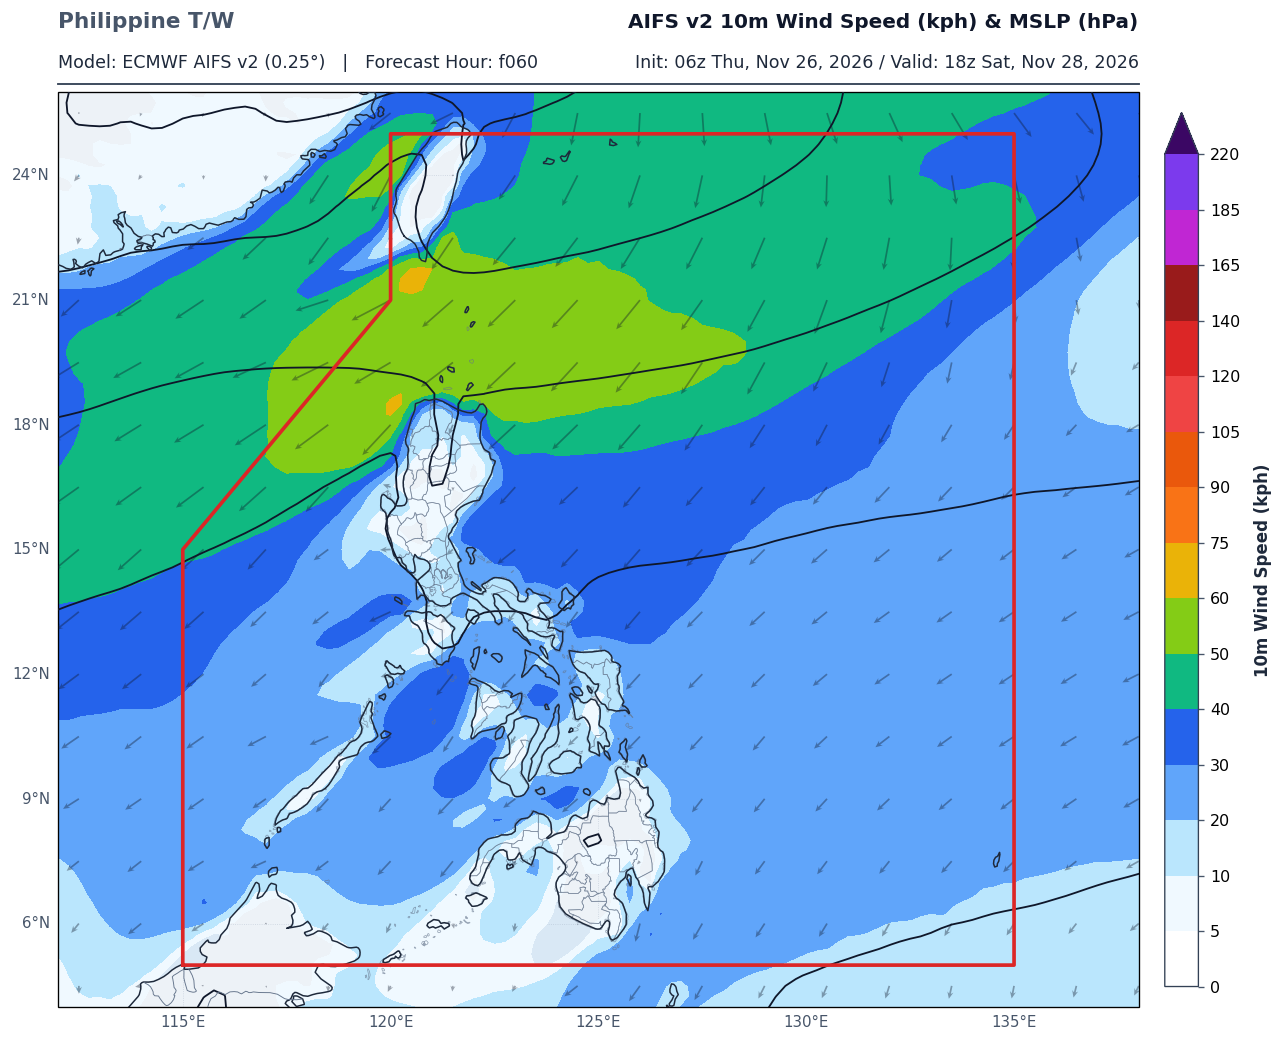 Philippine T/W
AIFS v2 10m Wind Speed (kph) & MSLP (hPa)
Model: ECMWF AIFS v2 (0.25°)   |   Forecast Hour: f060
Init: 06z Thu, Nov 26, 2026 / Valid: 18z Sat, Nov 28, 2026
24°N
21°N
18°N
15°N
12°N
9°N
6°N
115°E
120°E
125°E
130°E
135°E
220
185
165
140
120
105
90
75
60
50
40
30
20
10
5
0
10m Wind Speed (kph)